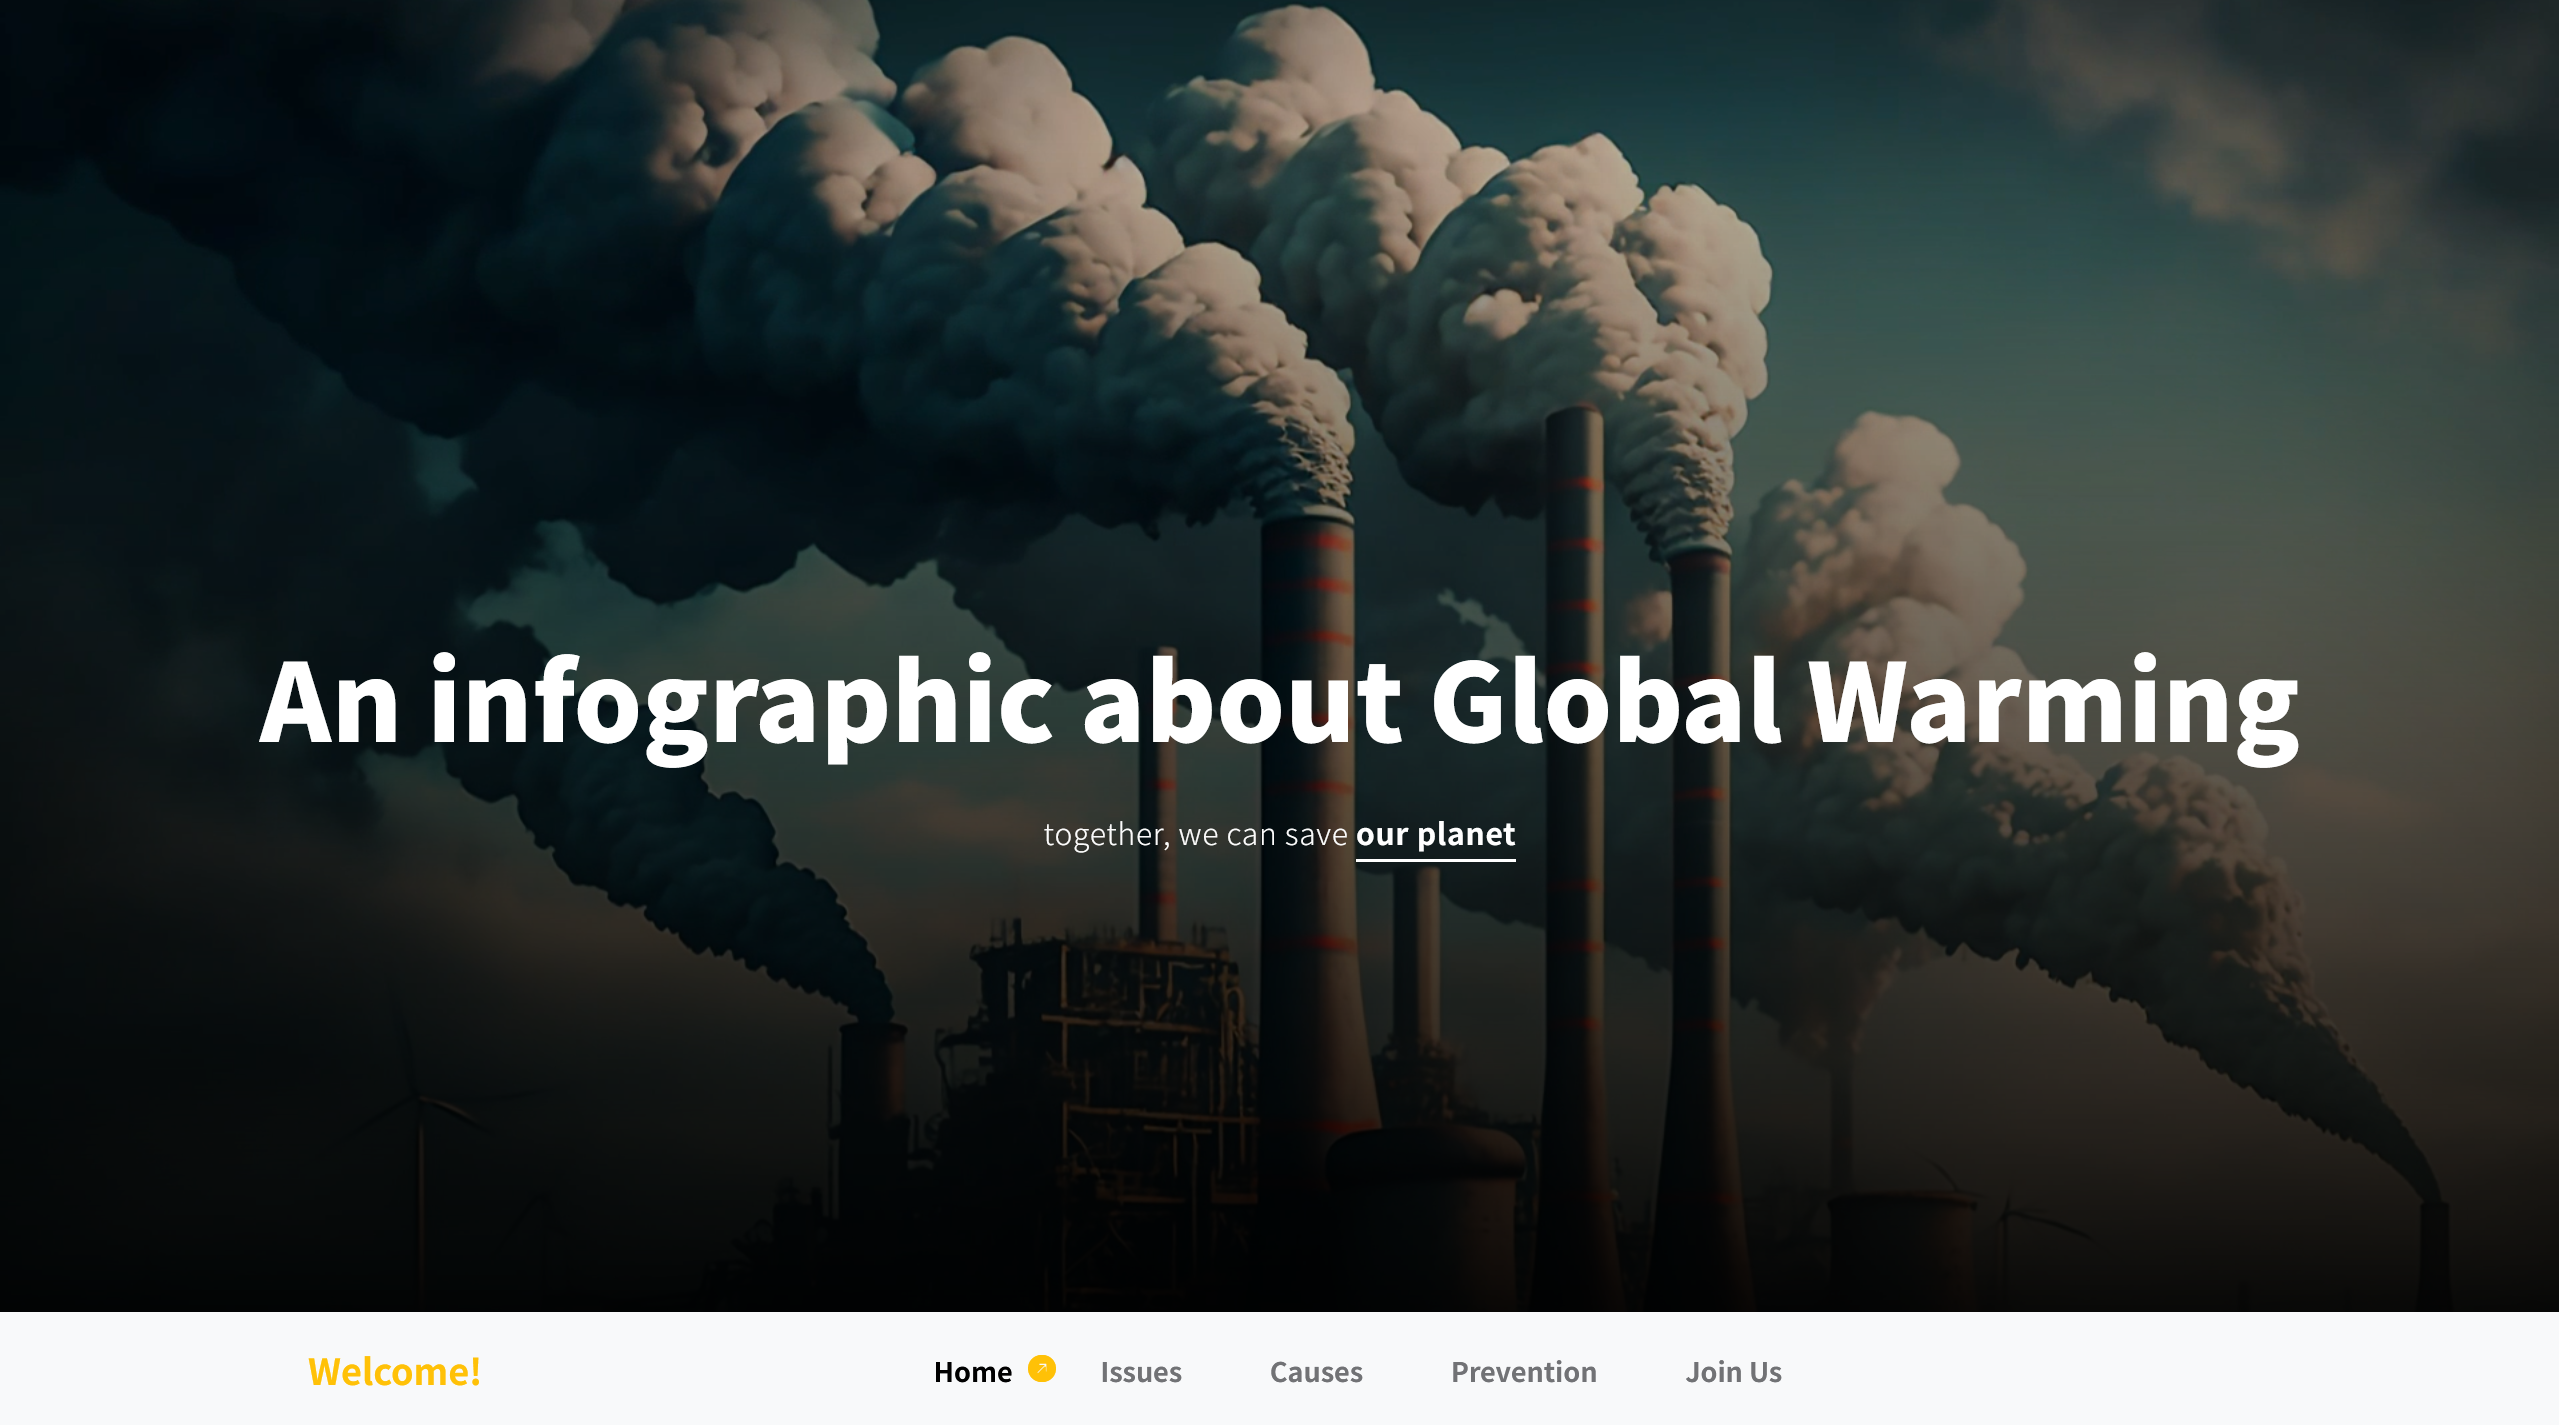 An infographic about Global Warming
together, we can save our planet
Welcome!
Home
Issues
Causes
Prevention
Join Us